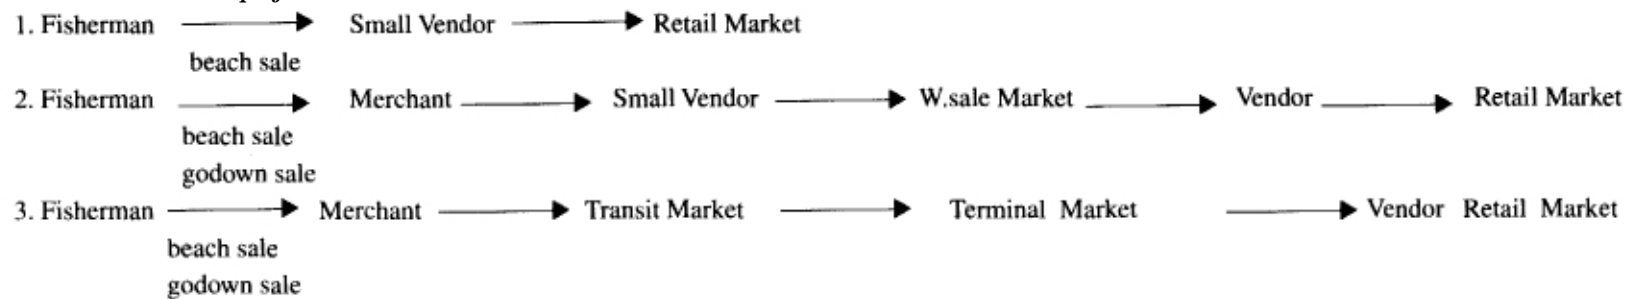 1. Fisherman Small Vendor Retail Market
beach sale
2. Fisherman Merchant Small Vendor W.sale Market Vendor Retail Market
beach sale
godown sale
3. Fisherman Merchant Transit Market Terminal Market Vendor Retail Market
beach sale
godown sale